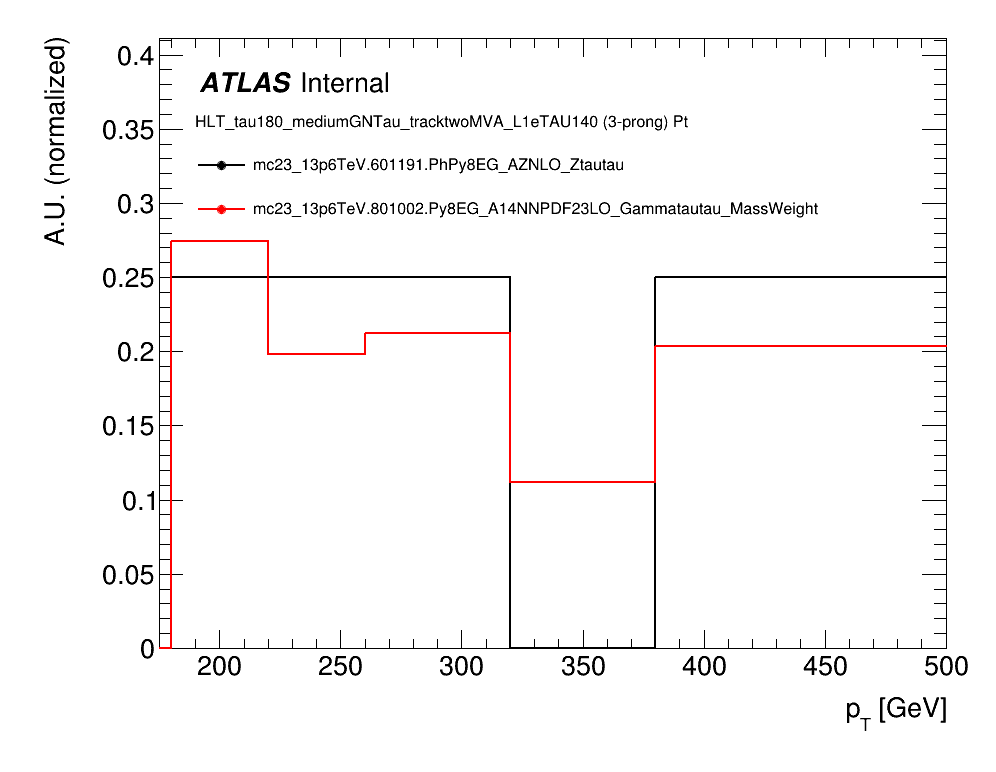 A.U. (normalized)
0.4
0.35
0.3
0.25
0.2
0.15
0.1
0.05
0
ATLAS Internal
HLT_tau180_mediumGNTau_tracktwoMVA_L1eTAU140 (3-prong) Pt
mc23_13p6TeV.601191.PhPy8EG_AZNLO_Ztautau
mc23_13p6TeV.801002.Py8EG_A14NNPDF23LO_Gammatautau_MassWeight
200 250 300 350 400 450 500
p_T [GeV]